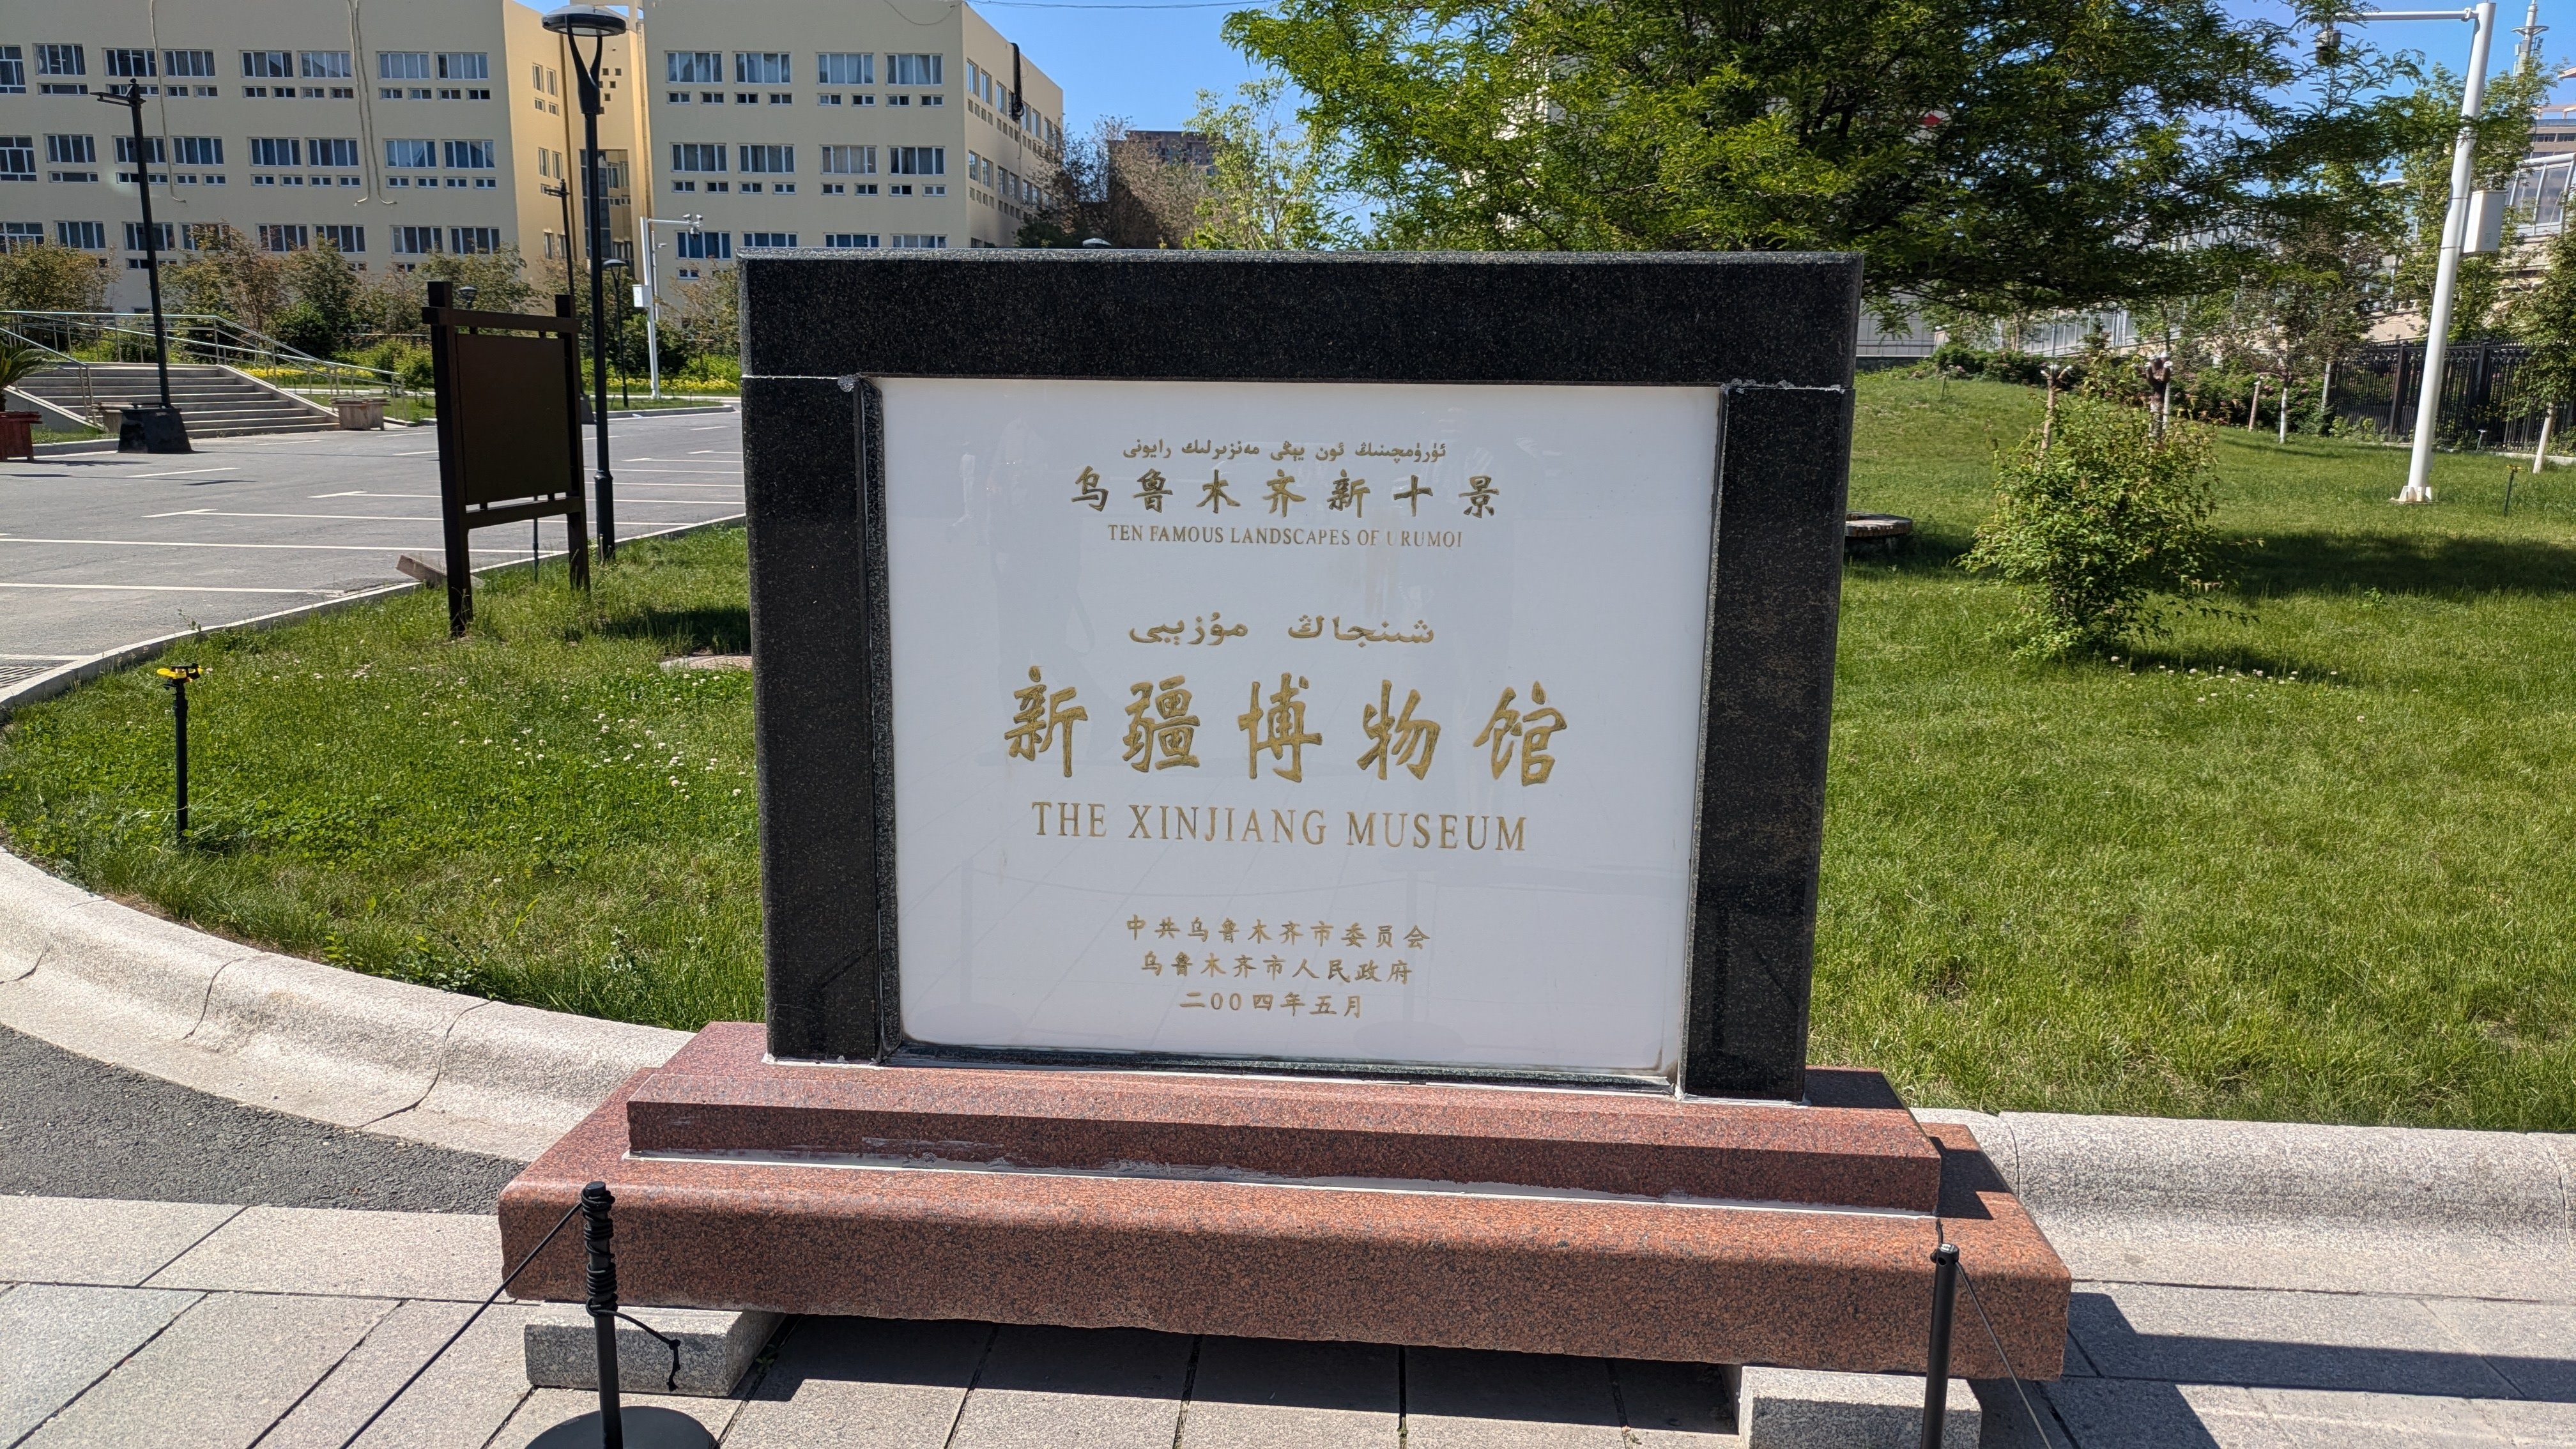 ئۈرۈمچىنىڭ ئون يېڭى مەنزىرىلىك رايونى
乌鲁木齐新十景
TEN FAMOUS LANDSCAPES OF URUMQI
شىنجاڭ مۇزېيى
新疆博物馆
THE XINJIANG MUSEUM
中共乌鲁木齐市委员会
乌鲁木齐市人民政府
二00四年五月